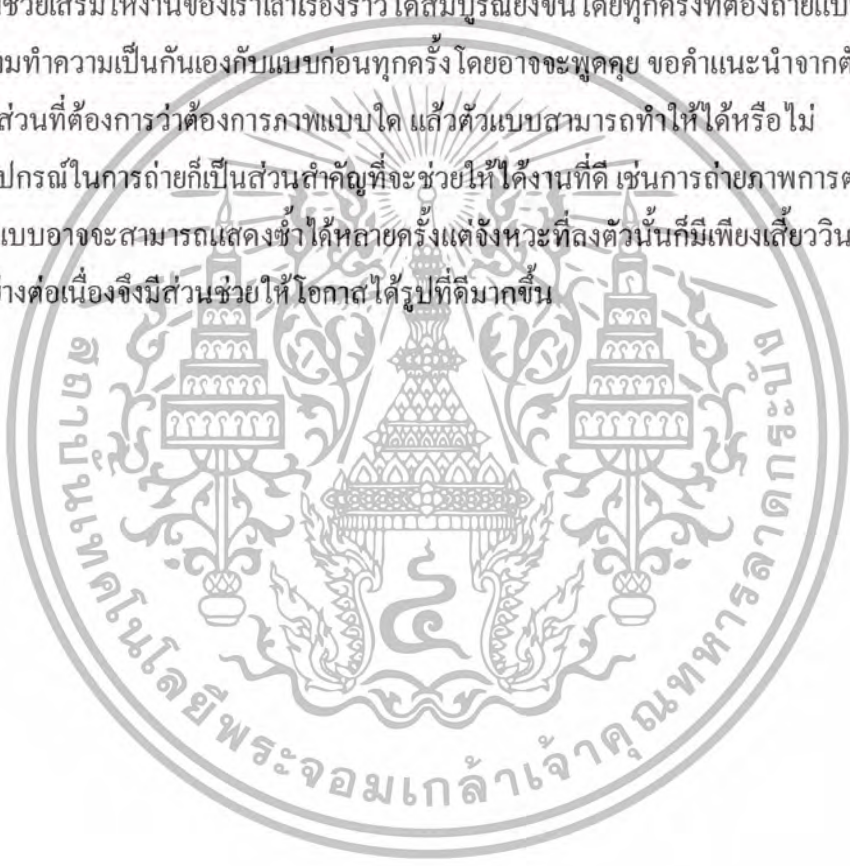 ช่วยเสริมให้งานของเราเล่าเรื่องราวได้สมบูรณ์ยิ่งขึ้น โดยทุกครั้งที่ต้องถ่ายแบบ
มทำความเป็นกันเองกับแบบก่อนทุกครั้ง โดยอาจจะพูดคุย ขอคำแนะนำจากตั
ส่วนที่ต้องการว่าต้องการภาพแบบใด แล้วตัวแบบสามารถทำให้ได้หรือไม่
ปกรณ์ในการถ่ายก็เป็นส่วนสำคัญที่จะช่วยให้ได้งานที่ดี เช่นการถ่ายภาพการต
แบบอาจจะสามารถแสดงซ้ำได้หลายครั้งแต่จังหวะที่ลงตัวนั้นก็มีเพียงเสี้ยววิน
ย่างต่อเนื่องจึงมีส่วนช่วยให้โอกาสได้รูปที่ดีมากขึ้น
สถาบันเทคโนโลยีพระจอมเกล้าเจ้าคุณทหารลาดกระบัง